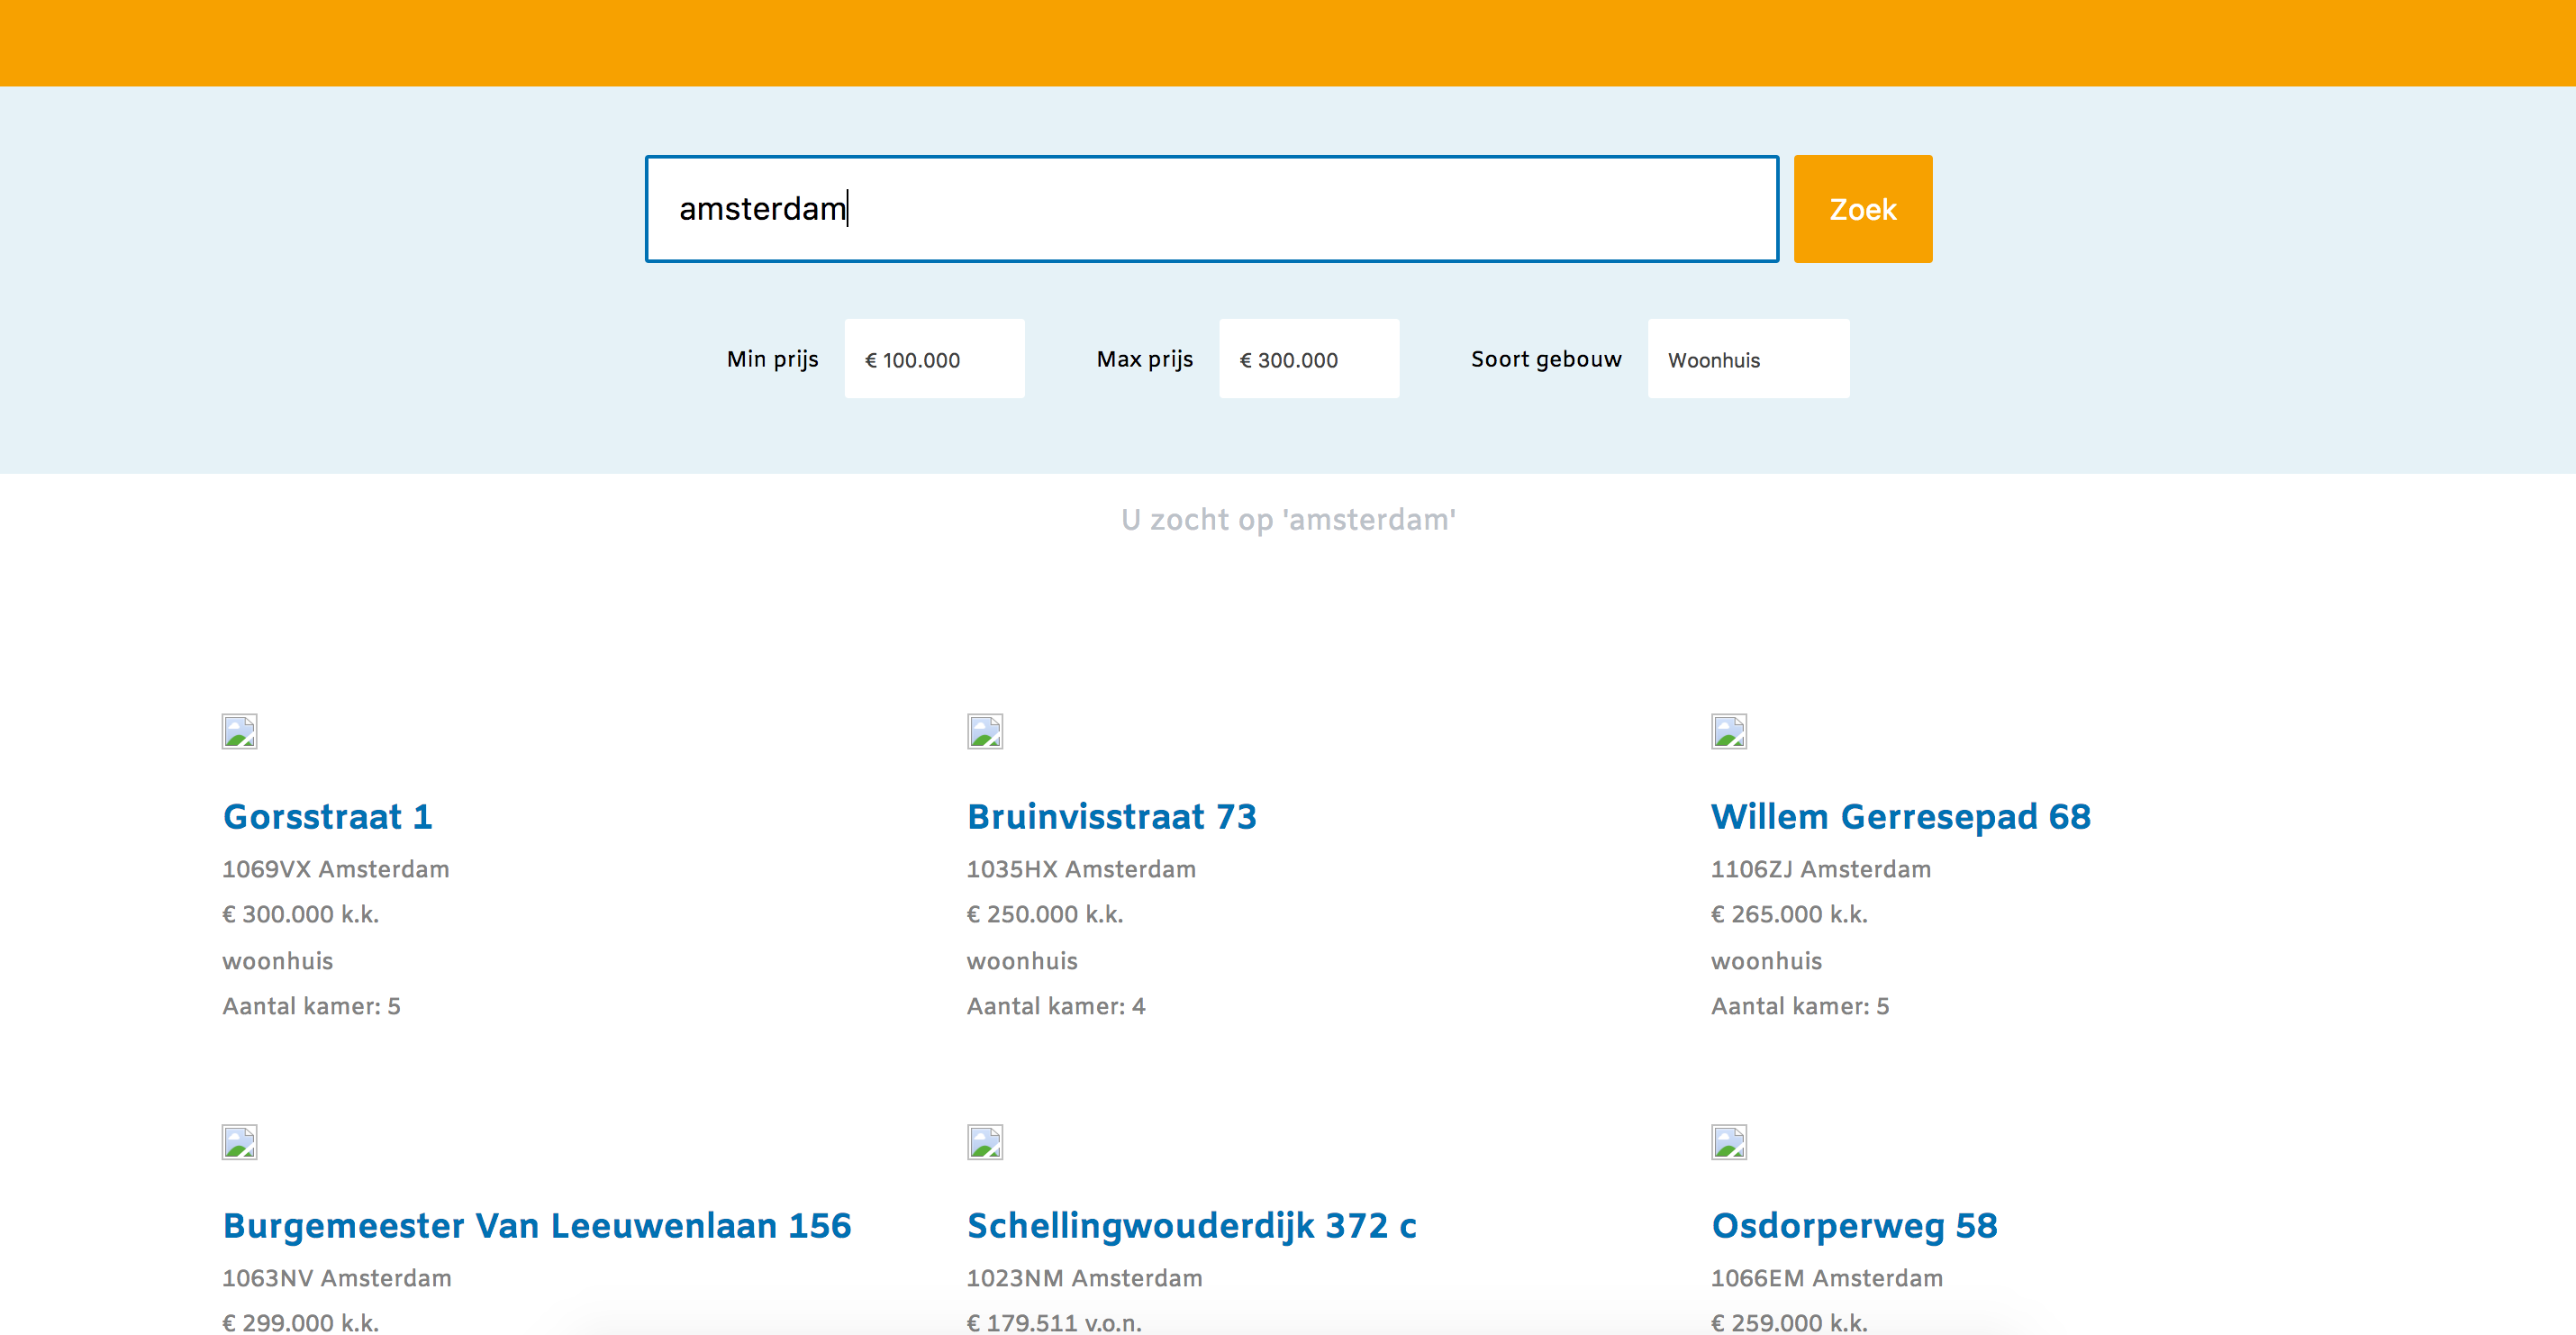 amsterdam
Zoek
Min prijs € 100.000 Max prijs € 300.000 Soort gebouw Woonhuis
U zocht op 'amsterdam'
Gorsstraat 1
1069VX Amsterdam
€ 300.000 k.k.
woonhuis
Aantal kamer: 5
Bruinvisstraat 73
1035HX Amsterdam
€ 250.000 k.k.
woonhuis
Aantal kamer: 4
Willem Gerresepad 68
1106ZJ Amsterdam
€ 265.000 k.k.
woonhuis
Aantal kamer: 5
Burgemeester Van Leeuwenlaan 156
1063NV Amsterdam
€ 299.000 k.k.
Schellingwouderdijk 372 c
1023NM Amsterdam
€ 179.511 v.o.n.
Osdorperweg 58
1066EM Amsterdam
€ 259.000 k.k.